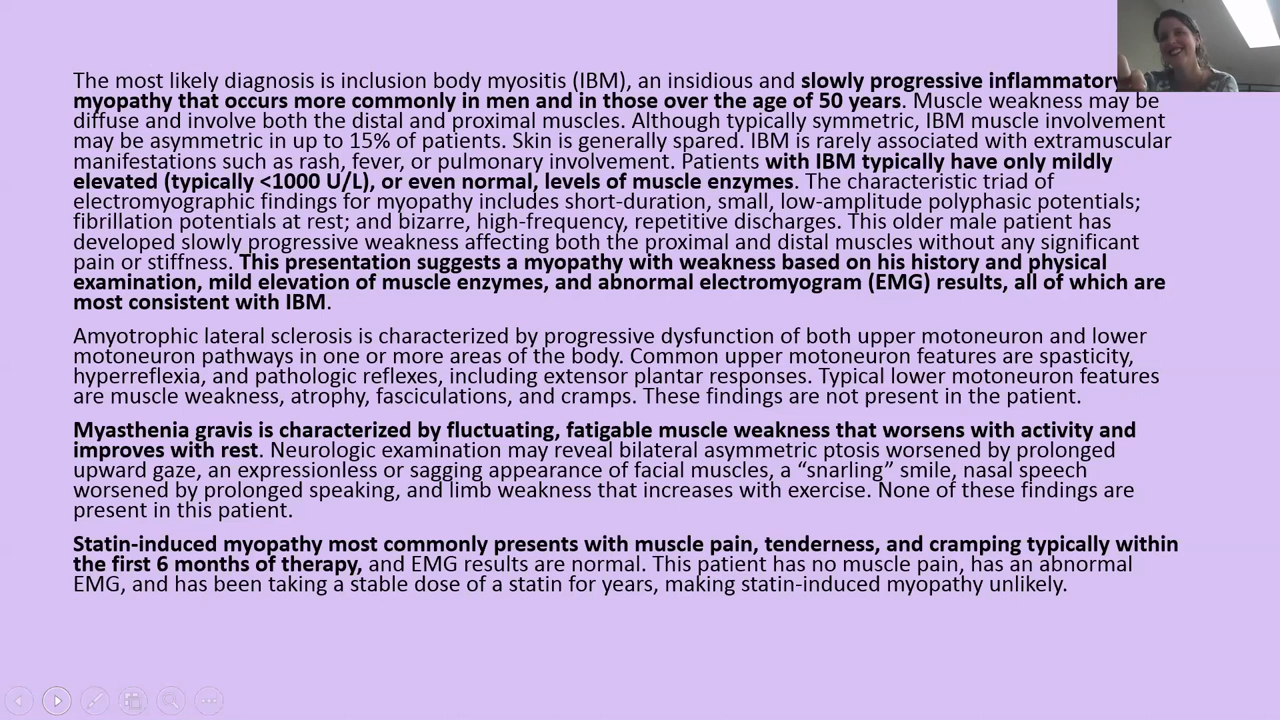 The most likely diagnosis is inclusion body myositis (IBM), an insidious and slowly progressive inflammatory
myopathy that occurs more commonly in men and in those over the age of 50 years. Muscle weakness may be
diffuse and involve both the distal and proximal muscles. Although typically symmetric, IBM muscle involvement
may be asymmetric in up to 15% of patients. Skin is generally spared. IBM is rarely associated with extramuscular
manifestations such as rash, fever, or pulmonary involvement. Patients with IBM typically have only mildly
elevated (typically <1000 U/L), or even normal, levels of muscle enzymes. The characteristic triad of
electromyographic findings for myopathy includes short-duration, small, low-amplitude polyphasic potentials;
fibrillation potentials at rest; and bizarre, high-frequency, repetitive discharges. This older male patient has
developed slowly progressive weakness affecting both the proximal and distal muscles without any significant
pain or stiffness. This presentation suggests a myopathy with weakness based on his history and physical
examination, mild elevation of muscle enzymes, and abnormal electromyogram (EMG) results, all of which are
most consistent with IBM.
Amyotrophic lateral sclerosis is characterized by progressive dysfunction of both upper motoneuron and lower
motoneuron pathways in one or more areas of the body. Common upper motoneuron features are spasticity,
hyperreflexia, and pathologic reflexes, including extensor plantar responses. Typical lower motoneuron features
are muscle weakness, atrophy, fasciculations, and cramps. These findings are not present in the patient.
Myasthenia gravis is characterized by fluctuating, fatigable muscle weakness that worsens with activity and
improves with rest. Neurologic examination may reveal bilateral asymmetric ptosis worsened by prolonged
upward gaze, an expressionless or sagging appearance of facial muscles, a “snarling” smile, nasal speech
worsened by prolonged speaking, and limb weakness that increases with exercise. None of these findings are
present in this patient.
Statin-induced myopathy most commonly presents with muscle pain, tenderness, and cramping typically within
the first 6 months of therapy, and EMG results are normal. This patient has no muscle pain, has an abnormal
EMG, and has been taking a stable dose of a statin for years, making statin-induced myopathy unlikely.